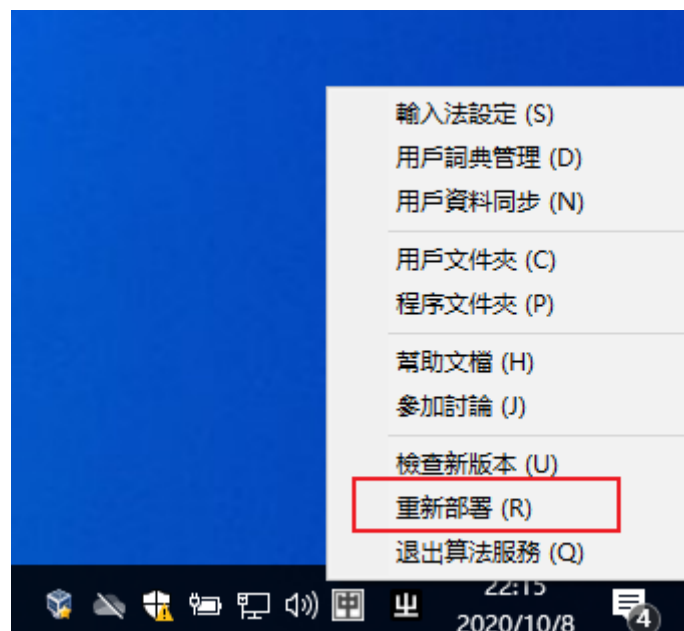 輸入法設定 (S)
用戶詞典管理 (D)
用戶資料同步 (N)
用戶文件夾 (C)
程序文件夾 (P)
幫助文檔 (H)
參加討論 (J)
檢查新版本 (U)
重新部署 (R)
退出算法服務 (Q)
中
22:15
2020/10/8
4